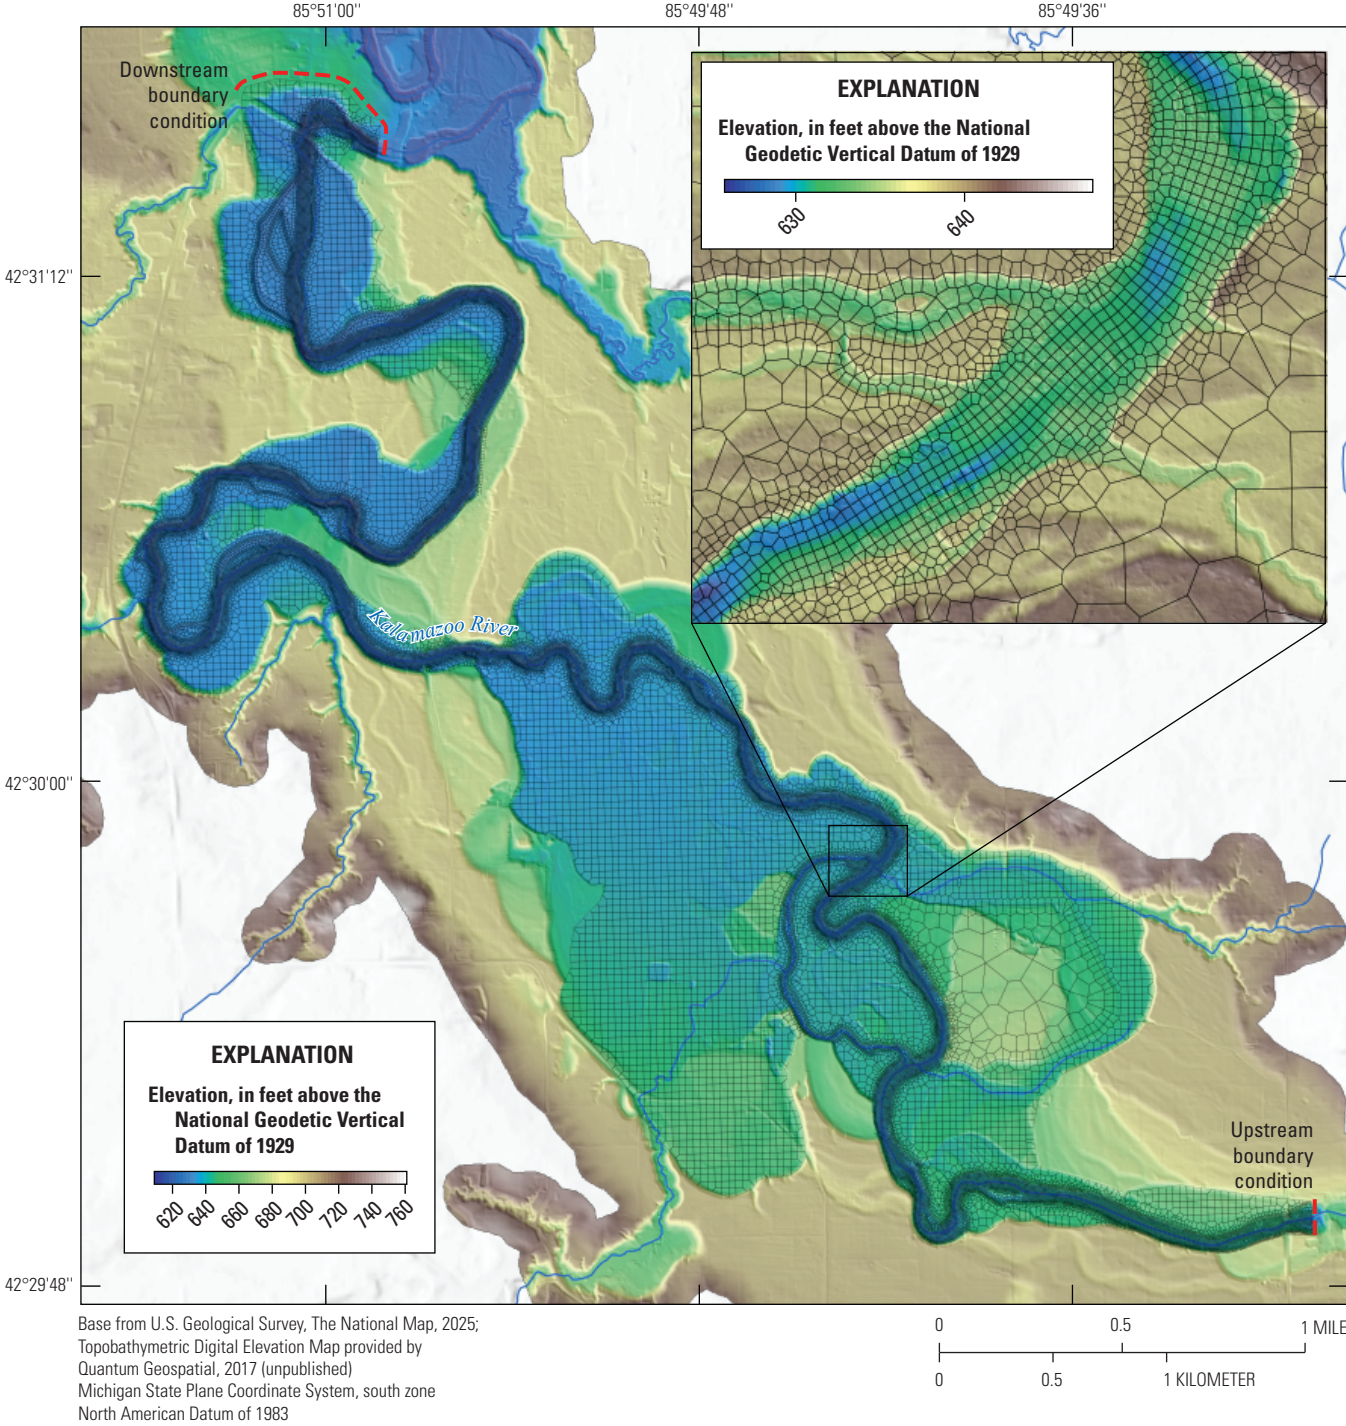 85°51'00"
85°49'48"
85°49'36"
Downstream
boundary
condition
EXPLANATION
Elevation, in feet above the National
Geodetic Vertical Datum of 1929
630
640
42°31'12"
Kalamazoo River
42°30'00"
EXPLANATION
Elevation, in feet above the
National Geodetic Vertical
Datum of 1929
620
640
660
680
700
720
740
760
Upstream
boundary
condition
42°29'48"
Base from U.S. Geological Survey, The National Map, 2025;
Topobathymetric Digital Elevation Map provided by
Quantum Geospatial, 2017 (unpublished)
Michigan State Plane Coordinate System, south zone
North American Datum of 1983
0 0.5 1 MILE
0 0.5 1 KILOMETER